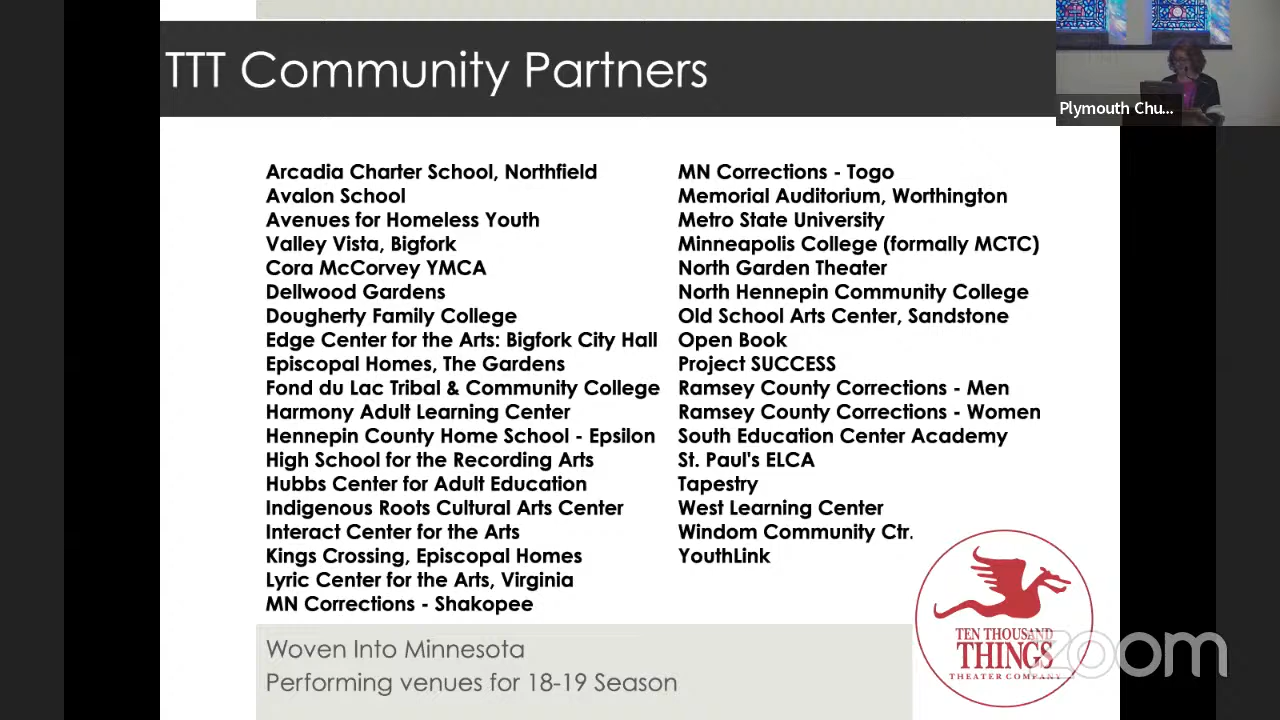 TTT Community Partners
Plymouth Chu...
Arcadia Charter School, Northfield
Avalon School
Avenues for Homeless Youth
Valley Vista, Bigfork
Cora McCorvey YMCA
Dellwood Gardens
Dougherty Family College
Edge Center for the Arts: Bigfork City Hall
Episcopal Homes, The Gardens
Fond du Lac Tribal & Community College
Harmony Adult Learning Center
Hennepin County Home School - Epsilon
High School for the Recording Arts
Hubbs Center for Adult Education
Indigenous Roots Cultural Arts Center
Interact Center for the Arts
Kings Crossing, Episcopal Homes
Lyric Center for the Arts, Virginia
MN Corrections - Shakopee
MN Corrections - Togo
Memorial Auditorium, Worthington
Metro State University
Minneapolis College (formally MCTC)
North Garden Theater
North Hennepin Community College
Old School Arts Center, Sandstone
Open Book
Project SUCCESS
Ramsey County Corrections - Men
Ramsey County Corrections - Women
South Education Center Academy
St. Paul's ELCA
Tapestry
West Learning Center
Windom Community Ctr.
YouthLink
Woven Into Minnesota
Performing venues for 18-19 Season
TEN THOUSAND
THINGS
THEATER COMPANY
zoom